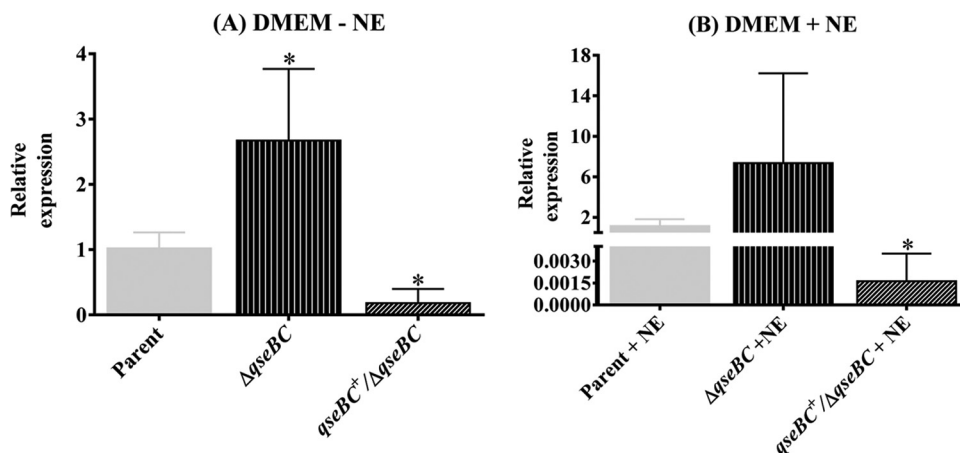 (A) DMEM - NE
Relative
expression
4
3
2
1
0
*
*
Parent
ΔqseBC
qseBC⁺/ΔqseBC
(B) DMEM + NE
Relative
expression
18
14
10
6
2
0.0030
0.0015
0.0000
*
Parent + NE
ΔqseBC +NE
qseBC⁺/ΔqseBC + NE